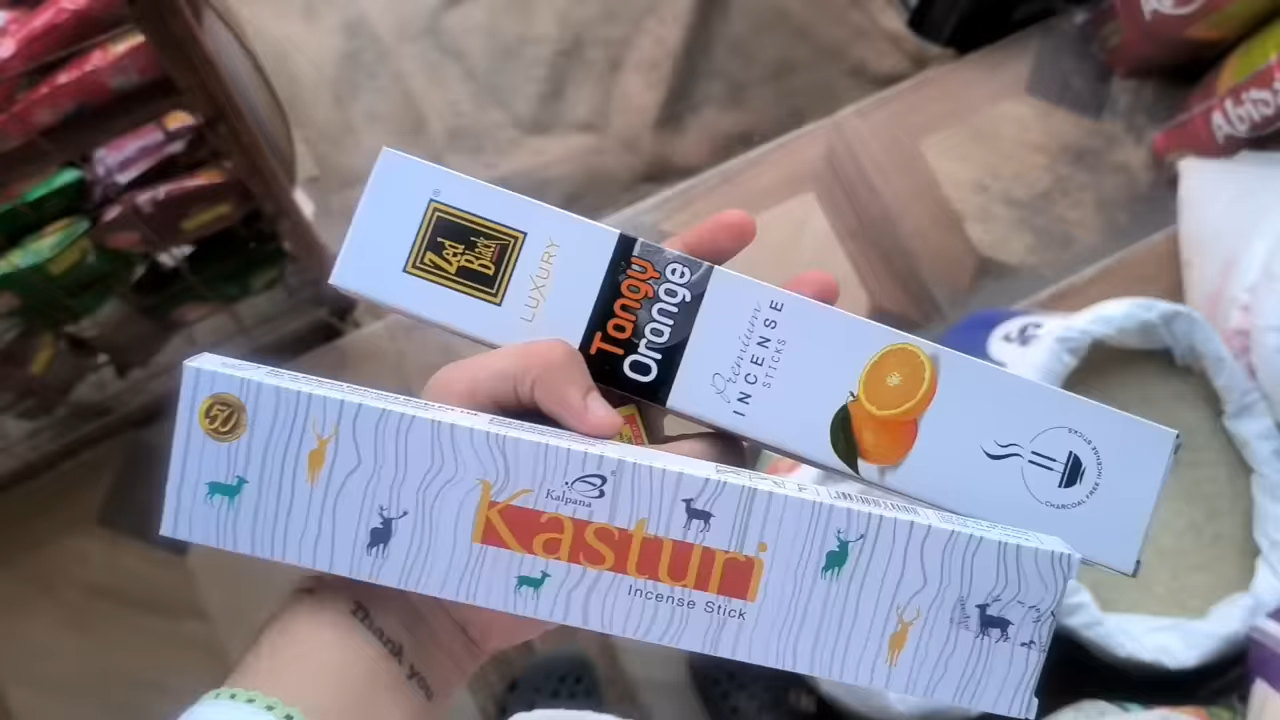 Zed
Black
®
LUXURY
Tangy
Orange
Premium
INCENSE
STICKS
CHARCOAL FREE INCENSE STICKS
50
Kalpana
®
Kasturi
Incense Stick
Thank you
Abid